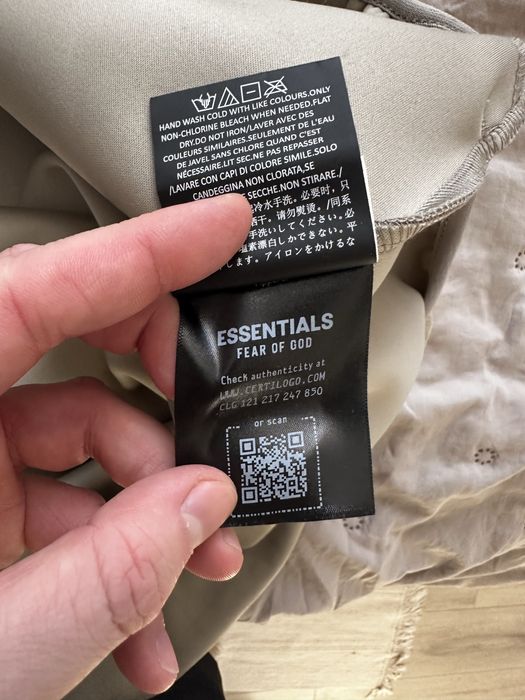 HAND WASH COLD WITH LIKE COLOURS.ONLY
NON-CHLORINE BLEACH WHEN NEEDED.FLAT
DRY.DO NOT IRON/LAVER AVEC DES
COULEURS SIMILAIRES.SEULEMENT DE L'EAU
DE JAVEL SANS CHLORE QUAND C'EST
NÉCESSAIRE.LIT SEC.NE PAS REPASSER
/LAVARE CON CAPI DI COLORE SIMILE.SOLO
CANDEGGINA NON CLORATA,SE
SECCHE.NON STIRARE./
冷水手洗。必要时，只
洒干。请勿熨烫。/同系
手洗いしてください。必
塩素漂白しかできない。平
します。アイロンをかけるな
ESSENTIALS
FEAR OF GOD
Check authenticity at
WWW.CERTILOGO.COM
CLG 121 217 247 850
or scan